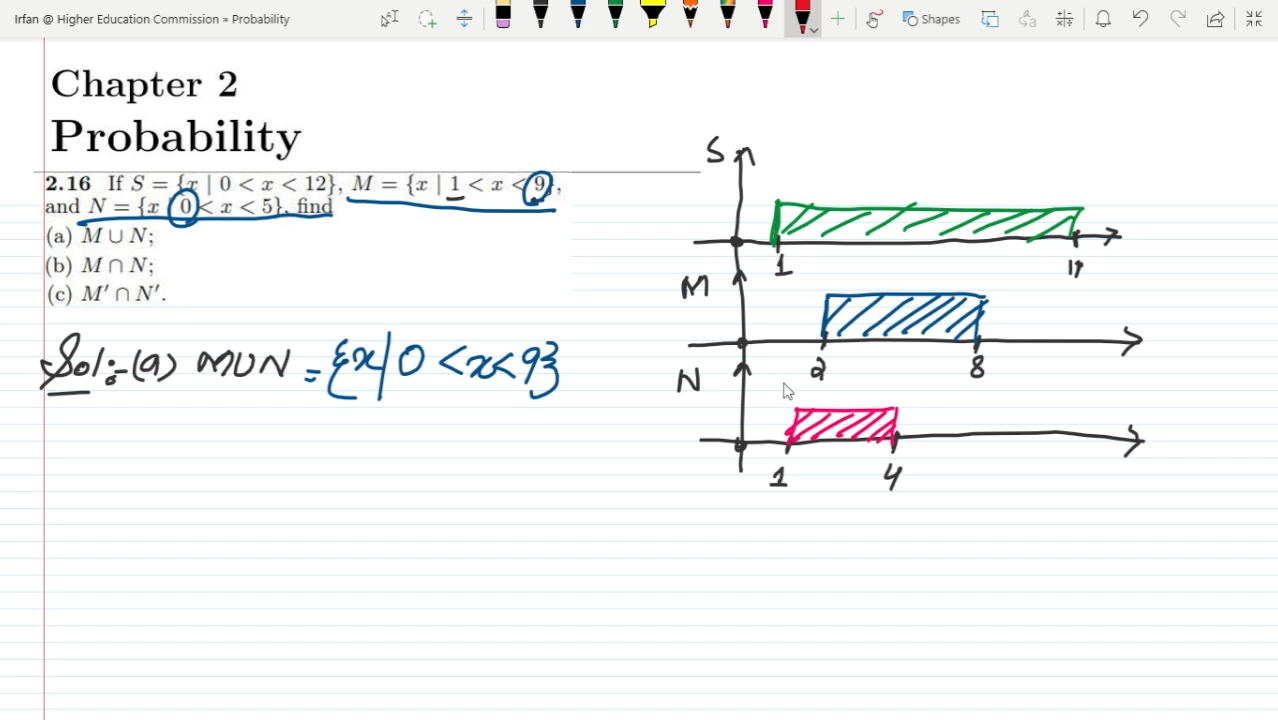 Irfan @ Higher Education Commission » Probability
Shapes
Chapter 2
Probability
2.16 If S = {x | 0 < x < 12}, M = {x | 1 < x < 9},
and N = {x | 0 < x < 5}, find
(a) M ∪ N;
(b) M ∩ N;
(c) M′ ∩ N′.
Sol:- (a) M∪N = {x| 0 < x < 9}
S
1 11
M
2 8
N
1 4